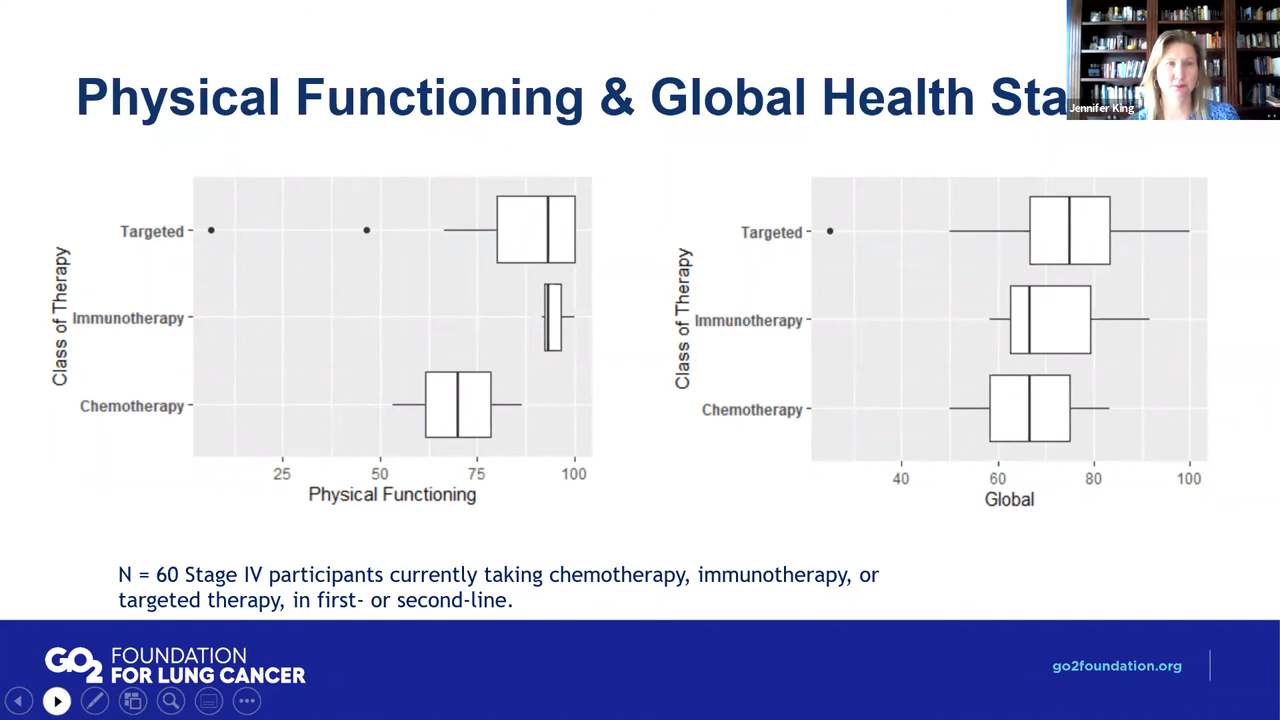 Physical Functioning & Global Health Sta
Jennifer King
Class of Therapy
Targeted
Immunotherapy
Chemotherapy
25 50 75 100
Physical Functioning
Class of Therapy
Targeted
Immunotherapy
Chemotherapy
40 60 80 100
Global
N = 60 Stage IV participants currently taking chemotherapy, immunotherapy, or
targeted therapy, in first- or second-line.
GO2 FOUNDATION
FOR LUNG CANCER
go2foundation.org